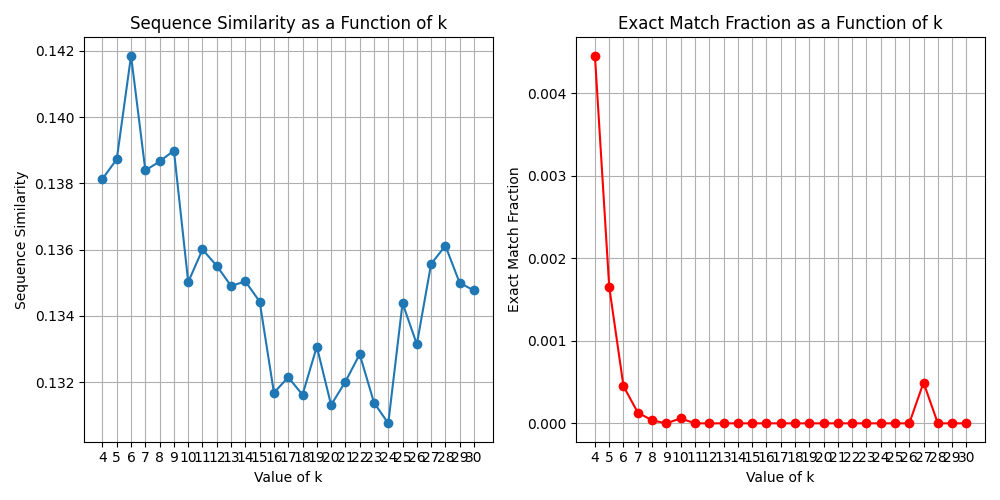 Sequence Similarity as a Function of k
0.142
0.140
0.138
0.136
0.134
0.132
Sequence Similarity
4 5 6 7 8 9 10 11 12 13 14 15 16 17 18 19 20 21 22 23 24 25 26 27 28 29 30
Value of k
Exact Match Fraction as a Function of k
0.004
0.003
0.002
0.001
0.000
Exact Match Fraction
4 5 6 7 8 9 10 11 12 13 14 15 16 17 18 19 20 21 22 23 24 25 26 27 28 29 30
Value of k